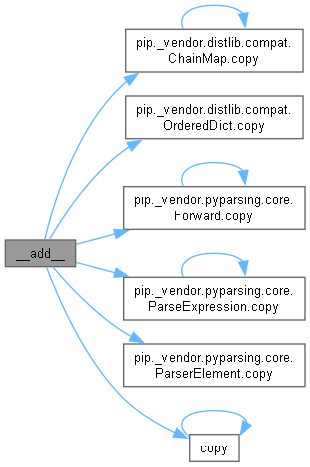 pip._vendor.distlib.compat.
ChainMap.copy
pip._vendor.distlib.compat.
OrderedDict.copy
pip._vendor.pyparsing.core.
Forward.copy
__add__
pip._vendor.pyparsing.core.
ParseExpression.copy
pip._vendor.pyparsing.core.
ParserElement.copy
copy